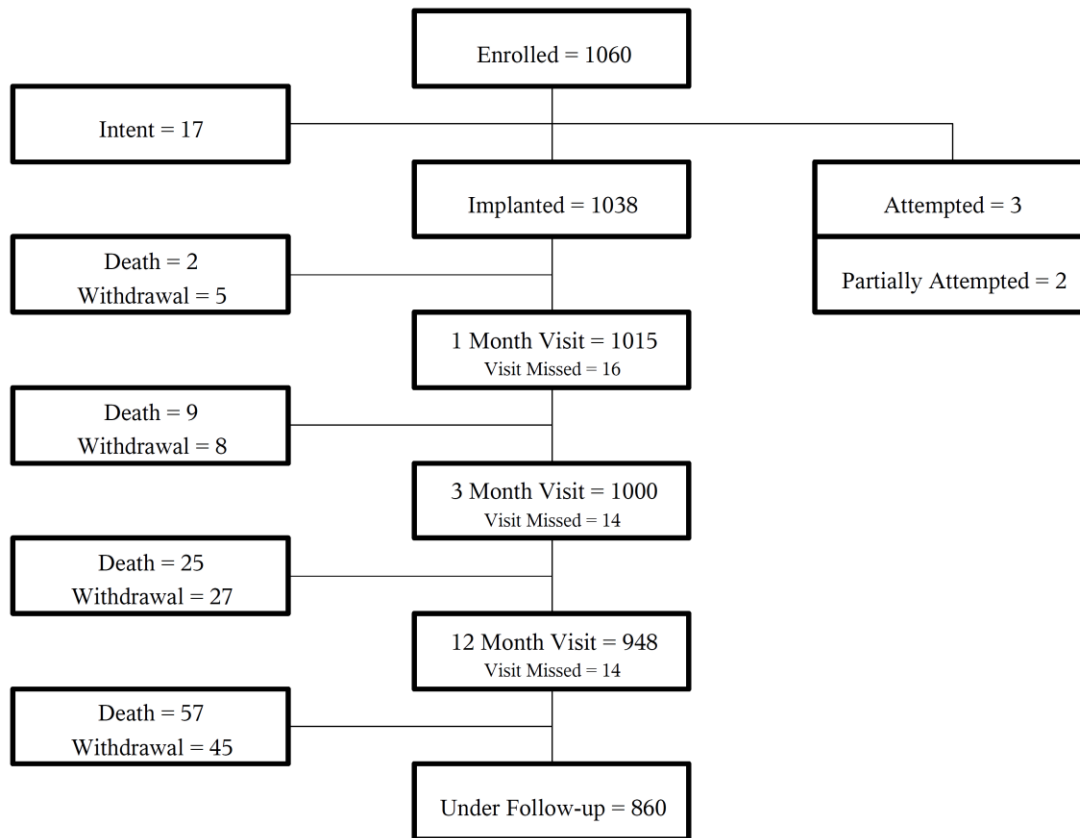 Enrolled = 1060
Intent = 17
Implanted = 1038
Attempted = 3
Death = 2
Withdrawal = 5
Partially Attempted = 2
1 Month Visit = 1015
Visit Missed = 16
Death = 9
Withdrawal = 8
3 Month Visit = 1000
Visit Missed = 14
Death = 25
Withdrawal = 27
12 Month Visit = 948
Visit Missed = 14
Death = 57
Withdrawal = 45
Under Follow-up = 860